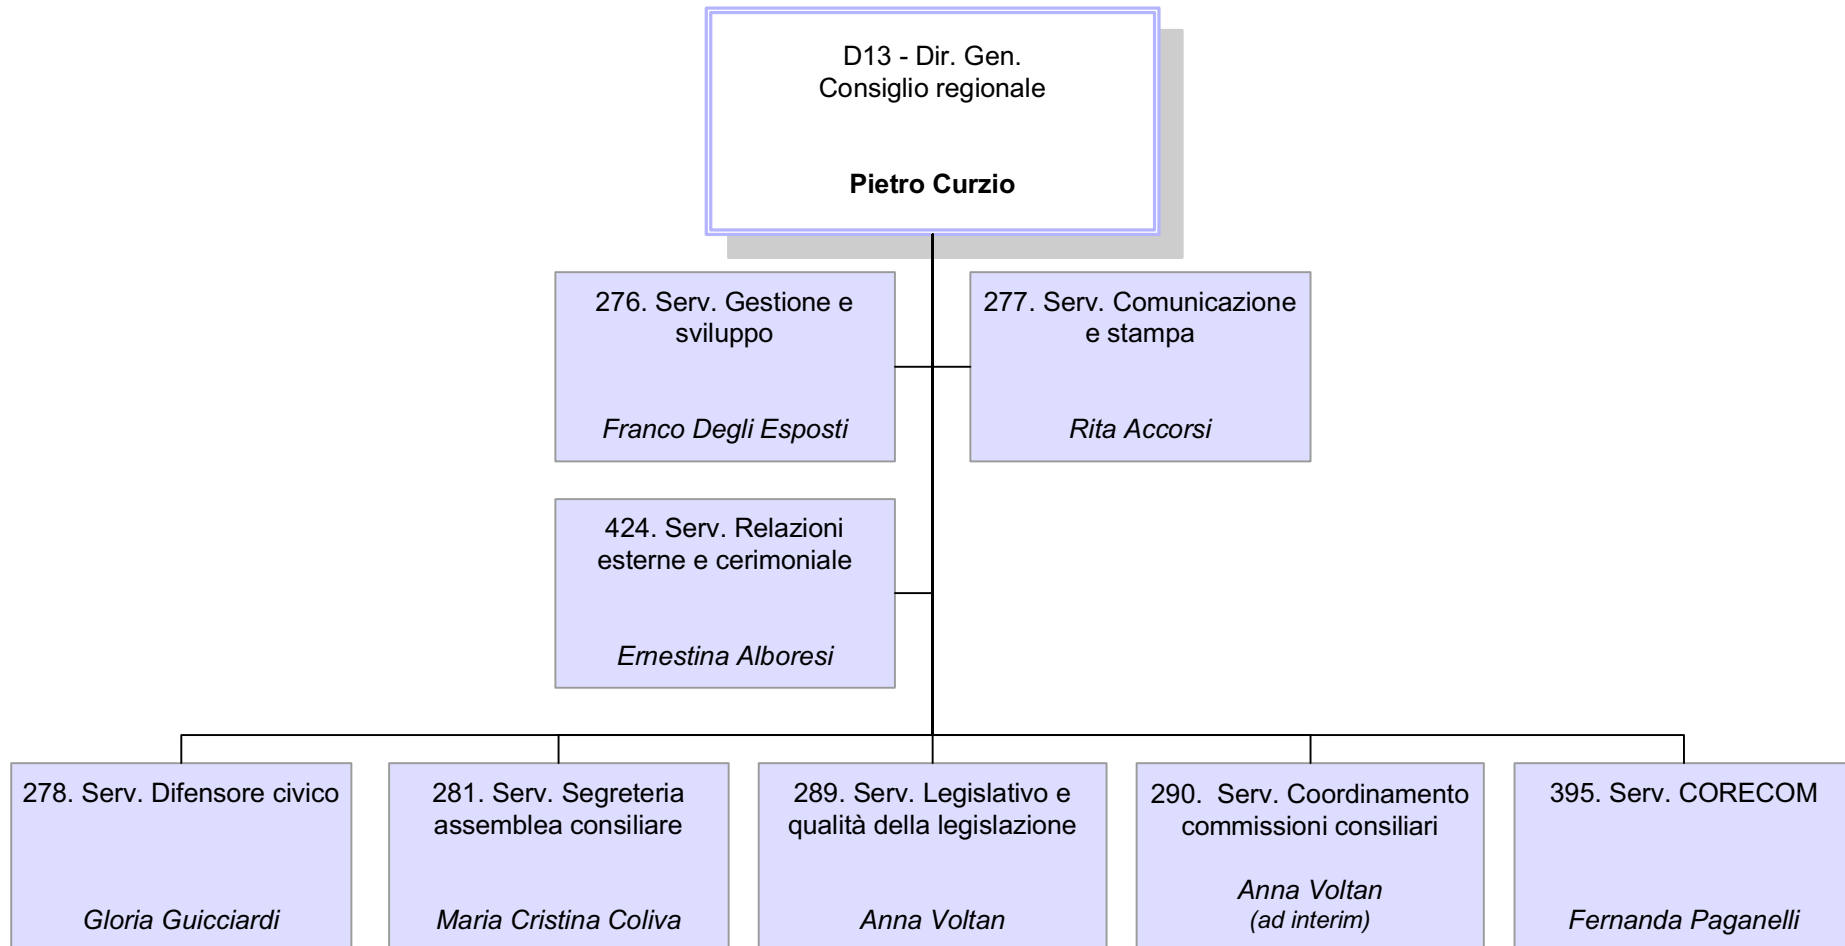 D13 - Dir. Gen.
Consiglio regionale
Pietro Curzio
276. Serv. Gestione e
sviluppo
Franco Degli Esposti
277. Serv. Comunicazione
e stampa
Rita Accorsi
424. Serv. Relazioni
esterne e cerimoniale
Ernestina Alboresi
278. Serv. Difensore civico
Gloria Guicciardi
281. Serv. Segreteria
assemblea consiliare
Maria Cristina Coliva
289. Serv. Legislativo e
qualità della legislazione
Anna Voltan
290.  Serv. Coordinamento
commissioni consiliari
Anna Voltan
(ad interim)
395. Serv. CORECOM
Fernanda Paganelli